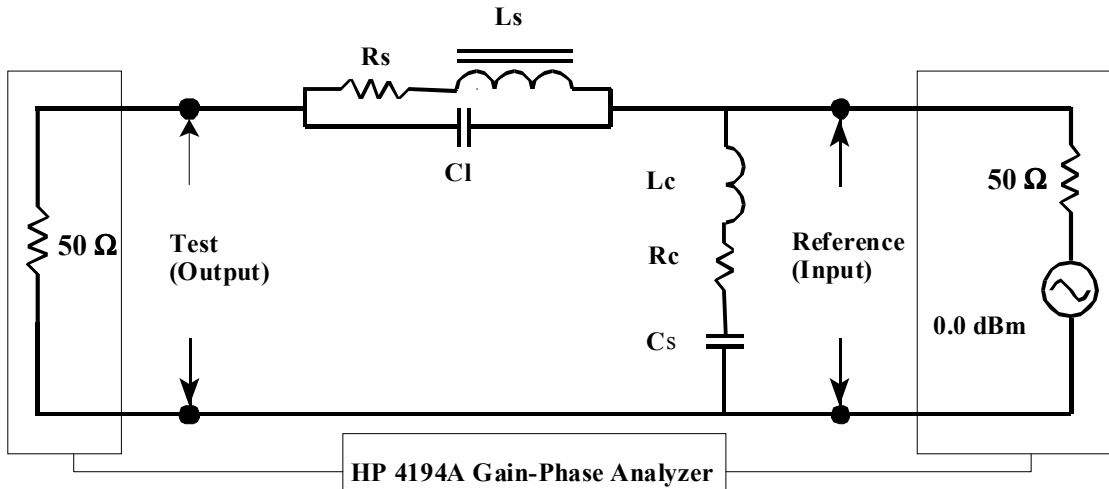 Ls
Rs
Cl
Lc
50 Ω
50 Ω
Test
(Output)
Rc
Reference
(Input)
Cs
0.0 dBm
HP 4194A Gain-Phase Analyzer